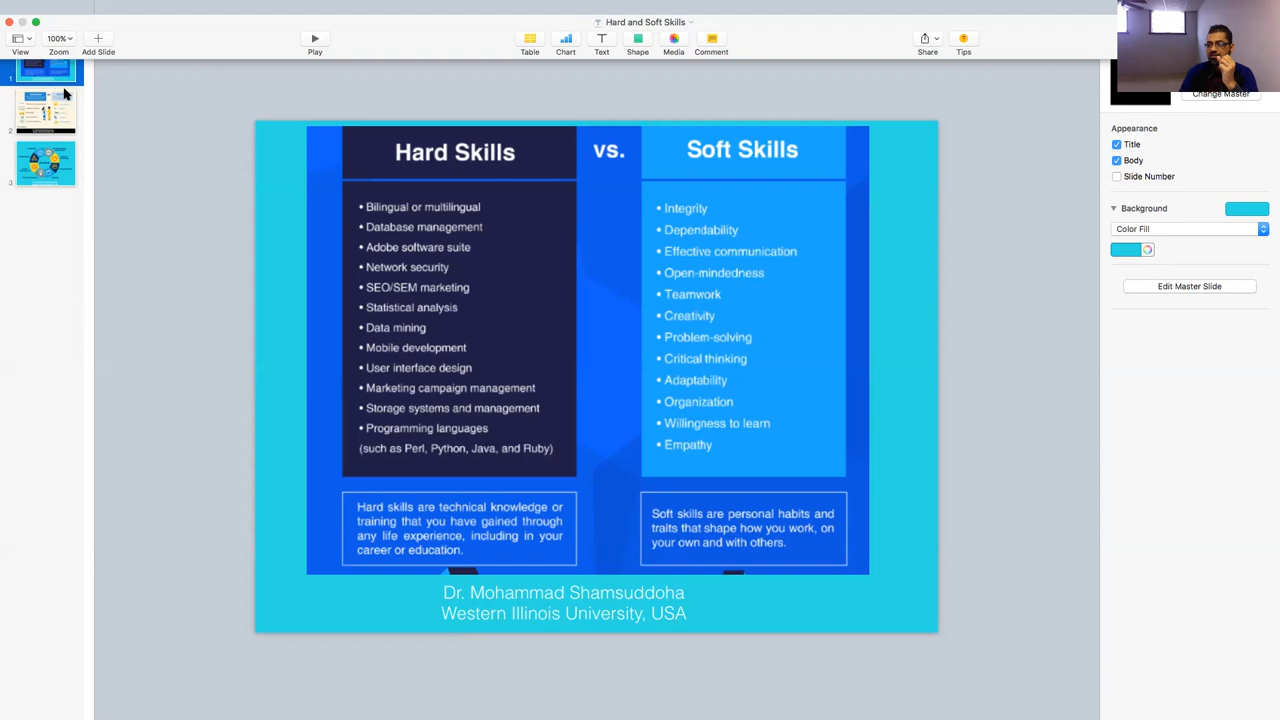 Hard and Soft Skills
View
100%
Zoom
Add Slide
Play
Table
Chart
Text
Shape
Media
Comment
Share
Tips
Change Master
1
2
3
Appearance
Title
Body
Slide Number
Background
Color Fill
Edit Master Slide
Hard Skills
vs.
Soft Skills
• Bilingual or multilingual
• Database management
• Adobe software suite
• Network security
• SEO/SEM marketing
• Statistical analysis
• Data mining
• Mobile development
• User interface design
• Marketing campaign management
• Storage systems and management
• Programming languages
(such as Perl, Python, Java, and Ruby)
• Integrity
• Dependability
• Effective communication
• Open-mindedness
• Teamwork
• Creativity
• Problem-solving
• Critical thinking
• Adaptability
• Organization
• Willingness to learn
• Empathy
Hard skills are technical knowledge or
training that you have gained through
any life experience, including in your
career or education.
Soft skills are personal habits and
traits that shape how you work, on
your own and with others.
Dr. Mohammad Shamsuddoha
Western Illinois University, USA